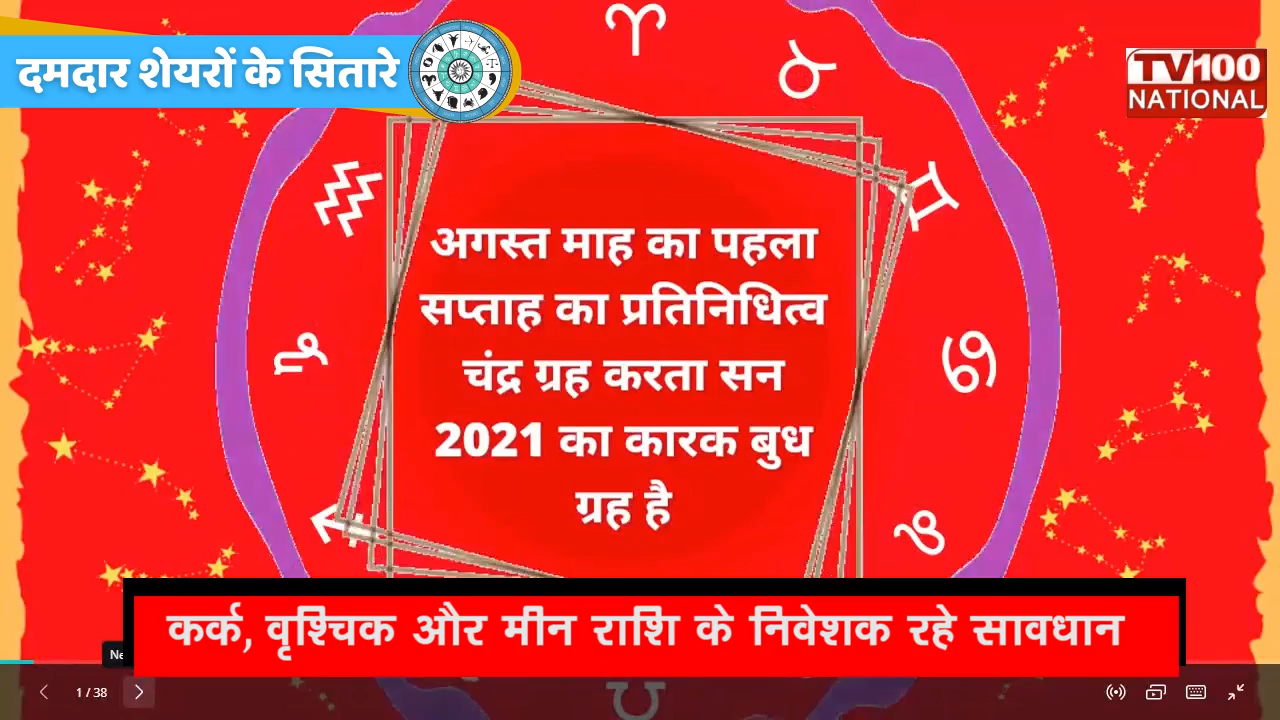 दमदार शेयरों के सितारे
TV100
NATIONAL
अगस्त माह का पहला
सप्ताह का प्रतिनिधित्व
चंद्र ग्रह करता सन
2021 का कारक बुध
ग्रह है
कर्क, वृश्चिक और मीन राशि के निवेशक रहे सावधान
1 / 38